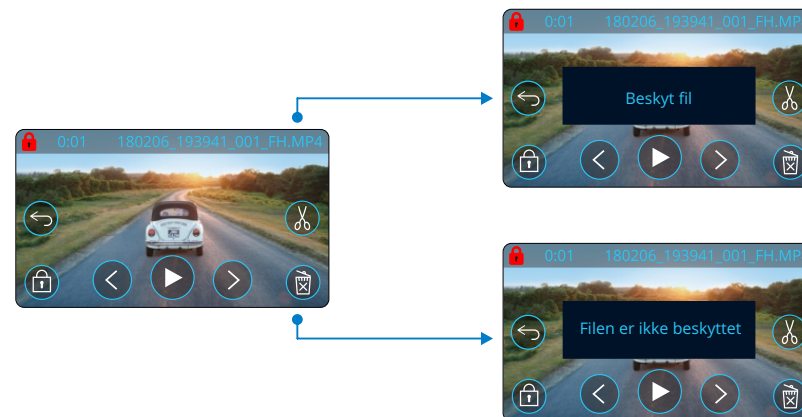 0:01 180206_193941_001_FH.MP4
0:01 180206_193941_001_FH.MP
Beskyt fil
0:01 180206_193941_001_FH.MP
Filen er ikke beskyttet